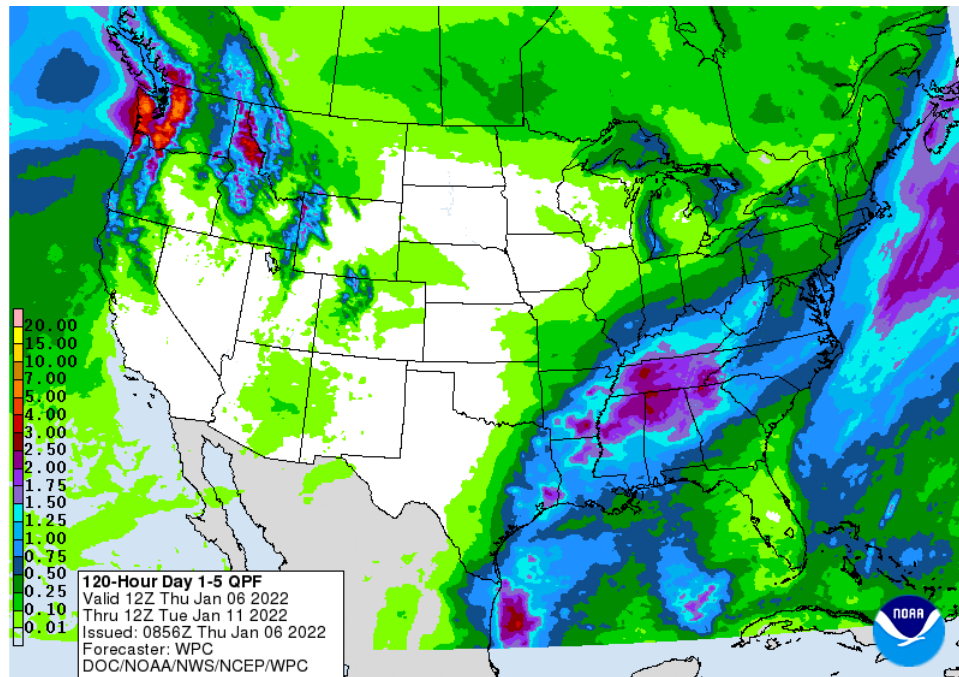 20.00
15.00
10.00
7.00
5.00
4.00
3.00
2.50
2.00
1.75
1.50
1.25
1.00
0.75
0.50
0.25
0.10
0.01
120-Hour Day 1-5 QPF
Valid 12Z Thu Jan 06 2022
Thru 12Z Tue Jan 11 2022
Issued: 0856Z Thu Jan 06 2022
Forecaster: WPC
DOC/NOAA/NWS/NCEP/WPC
NOAA